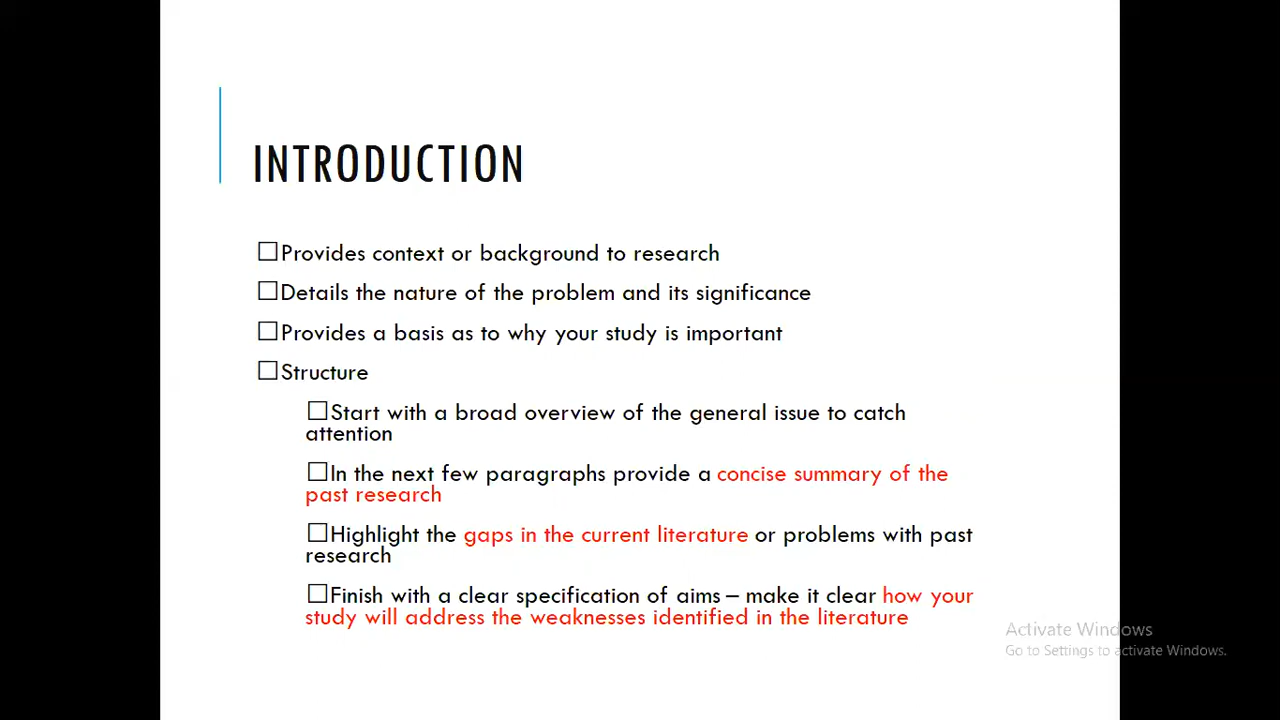 INTRODUCTION
☐Provides context or background to research
☐Details the nature of the problem and its significance
☐Provides a basis as to why your study is important
☐Structure
☐Start with a broad overview of the general issue to catch
attention
☐In the next few paragraphs provide a concise summary of the
past research
☐Highlight the gaps in the current literature or problems with past
research
☐Finish with a clear specification of aims – make it clear how your
study will address the weaknesses identified in the literature
Activate Windows
Go to Settings to activate Windows.